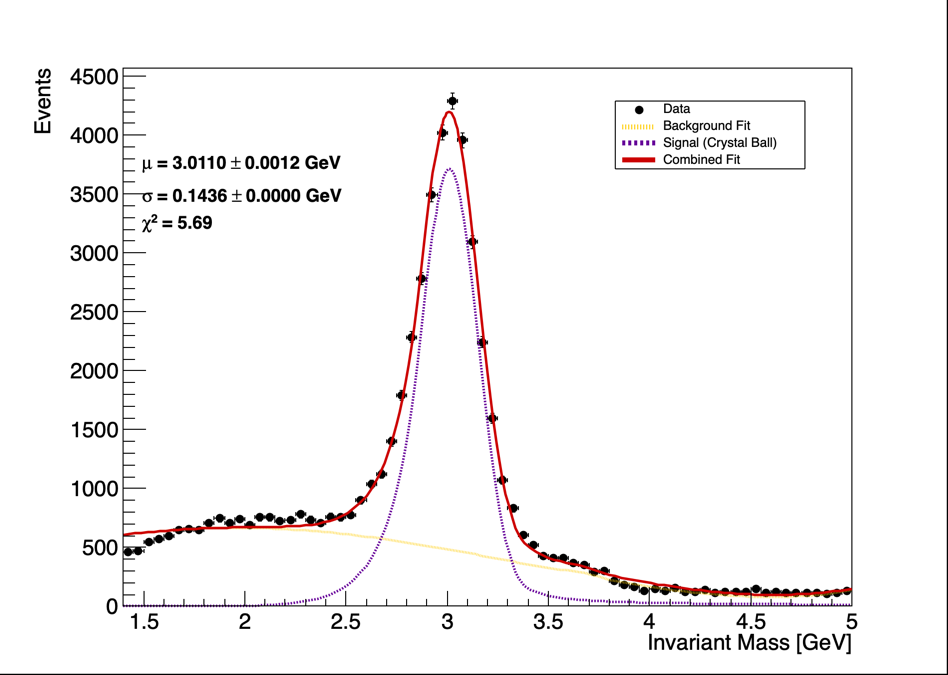 Events
4500
4000
3500
3000
2500
2000
1500
1000
500
0
μ = 3.0110 ± 0.0012 GeV
σ = 0.1436 ± 0.0000 GeV
χ² = 5.69
Data
Background Fit
Signal (Crystal Ball)
Combined Fit
1.5 2 2.5 3 3.5 4 4.5 5
Invariant Mass [GeV]